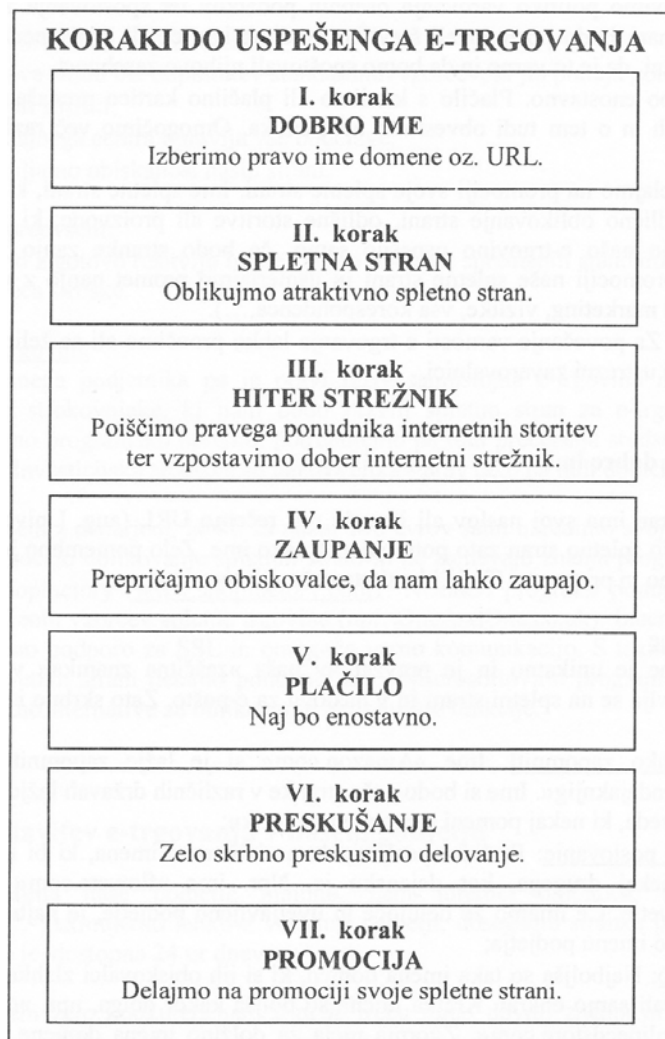 KORAKI DO USPEŠENGA E-TRGOVANJA
I. korak
DOBRO IME
Izberimo pravo ime domene oz. URL.
II. korak
SPLETNA STRAN
Oblikujmo atraktivno spletno stran.
III. korak
HITER STREŽNIK
Poiščimo pravega ponudnika internetnih storitev
ter vzpostavimo dober internetni strežnik.
IV. korak
ZAUPANJE
Prepričajmo obiskovalce, da nam lahko zaupajo.
V. korak
PLAČILO
Naj bo enostavno.
VI. korak
PRESKUŠANJE
Zelo skrbno preskusimo delovanje.
VII. korak
PROMOCIJA
Delajmo na promociji svoje spletne strani.